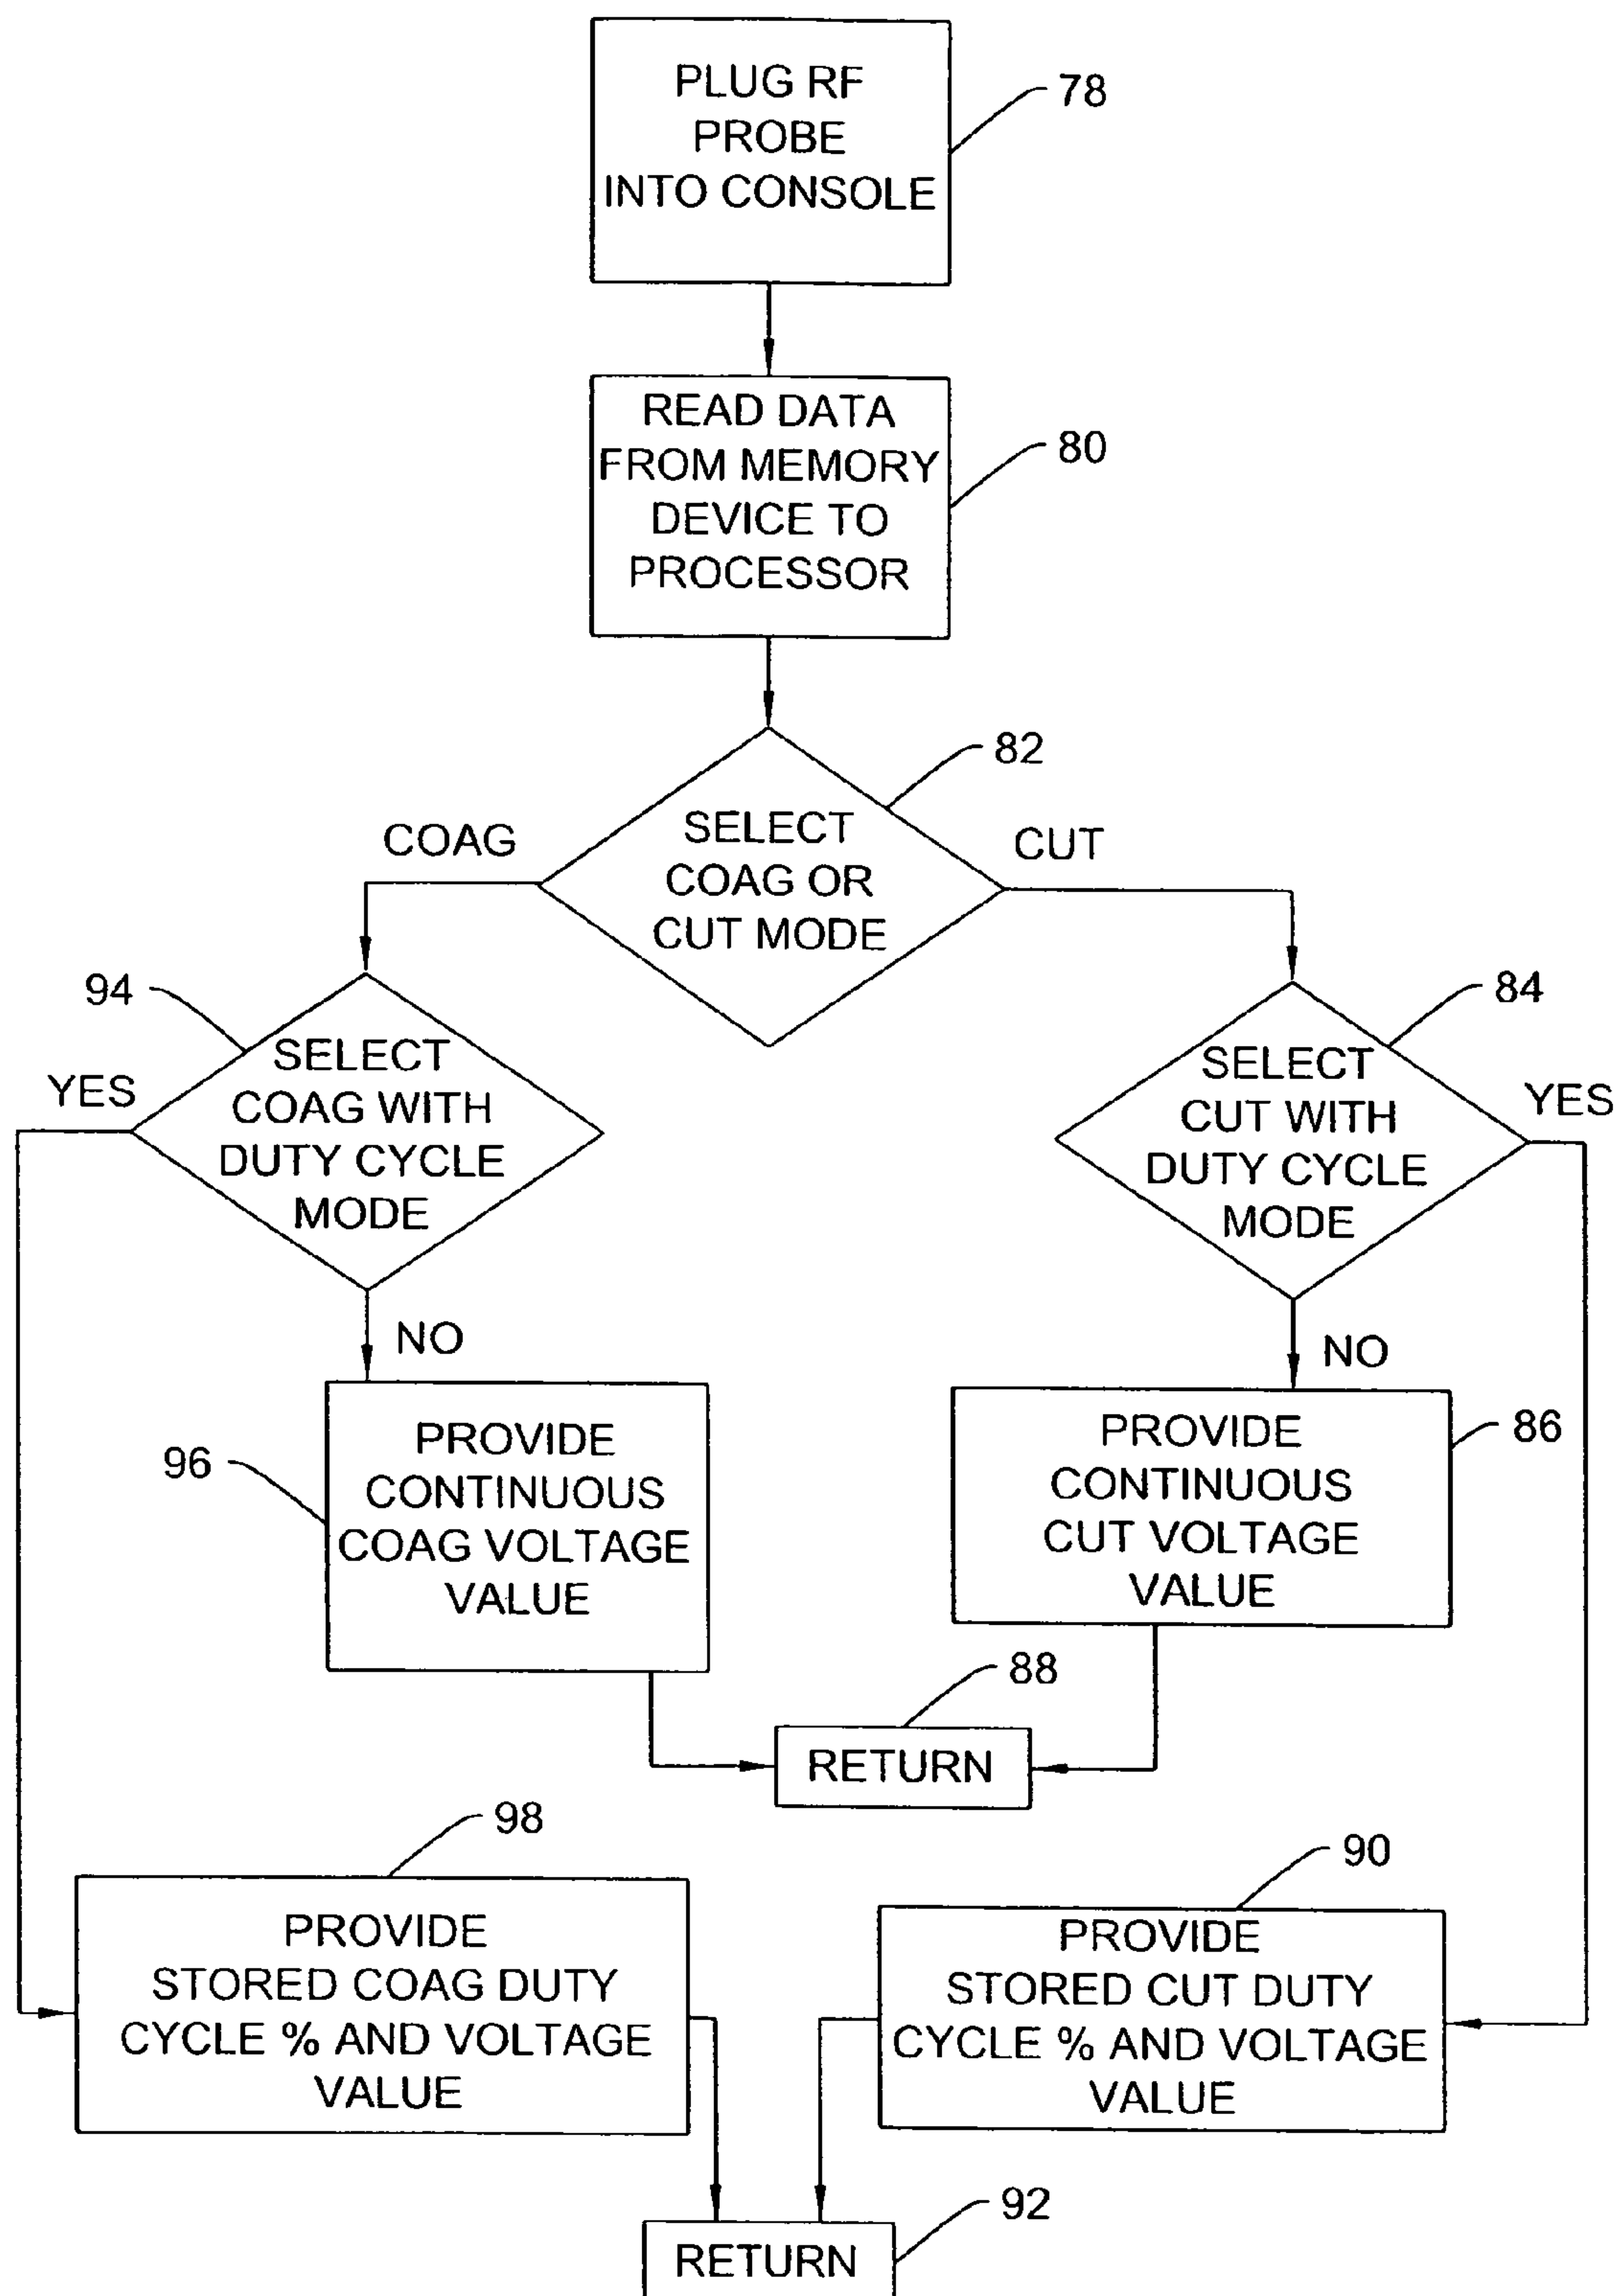 PLUG RF
PROBE
INTO CONSOLE
78
READ DATA
FROM MEMORY
DEVICE TO
PROCESSOR
80
82
SELECT
COAG OR
CUT MODE
COAG
CUT
94
SELECT
COAG WITH
DUTY CYCLE
MODE
YES
NO
84
SELECT
CUT WITH
DUTY CYCLE
MODE
YES
NO
96
PROVIDE
CONTINUOUS
COAG VOLTAGE
VALUE
PROVIDE
CONTINUOUS
CUT VOLTAGE
VALUE
86
88
RETURN
98
PROVIDE
STORED COAG DUTY
CYCLE % AND VOLTAGE
VALUE
90
PROVIDE
STORED CUT DUTY
CYCLE % AND VOLTAGE
VALUE
92
RETURN